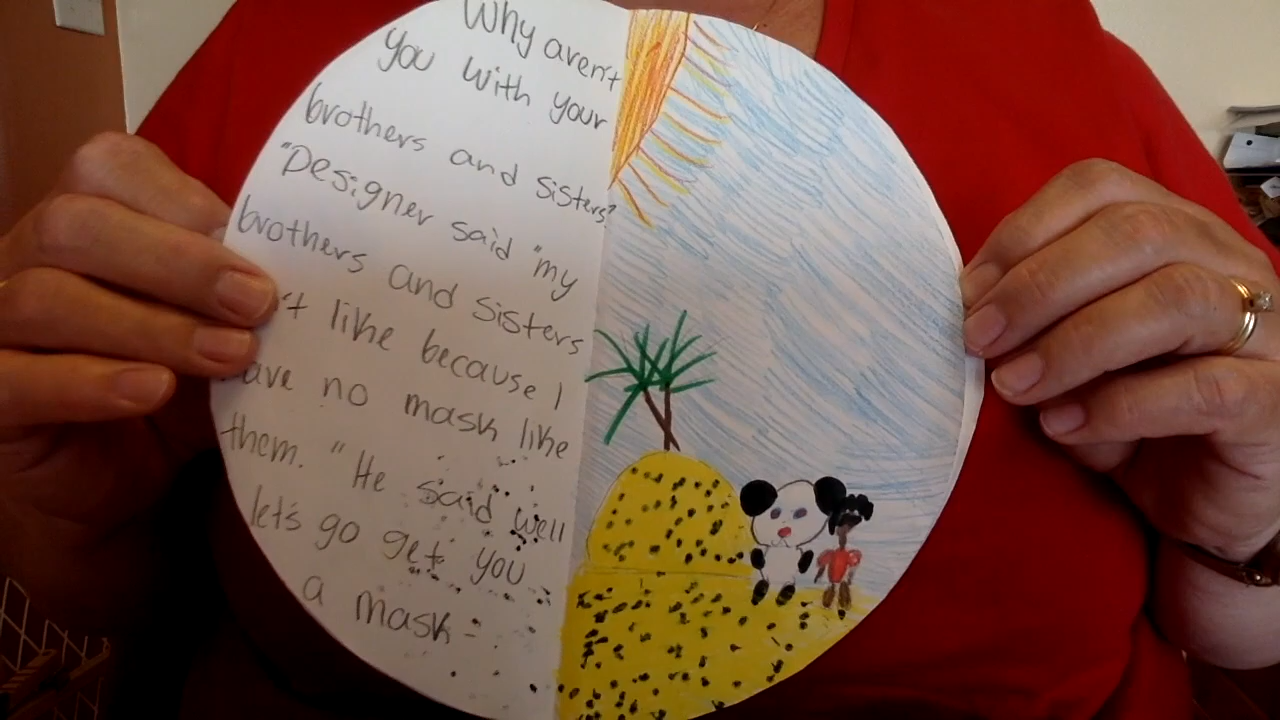 Why aren't
you with your
brothers and sisters?
"Designer said "my
brothers and sisters
't like because I
ave no mask like
them." He said well
let's go get you
a mask-